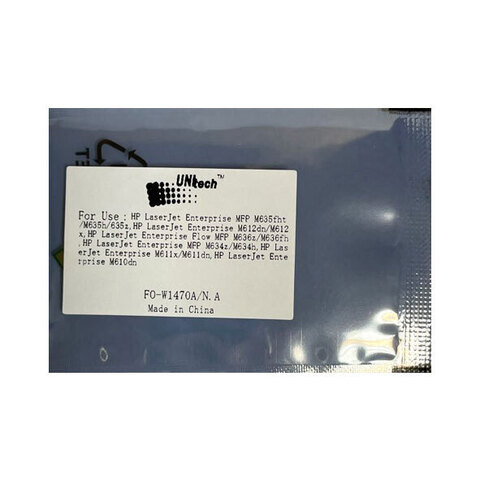 UNItech™
For Use：HP LaserJet Enterprise MFP M635fht
/M635h/635z,HP LaserJet Enterprise M612dn/M612
x,HP LaserJet Enterprise Flow MFP M636z/M636fh
,HP LaserJet Enterprise MFP M634z/M634h,HP Las
erJet Enterprise M611x/M611dn,HP LaserJet Ente
rprise M610dn
FO-W1470A/N.A
Made in China